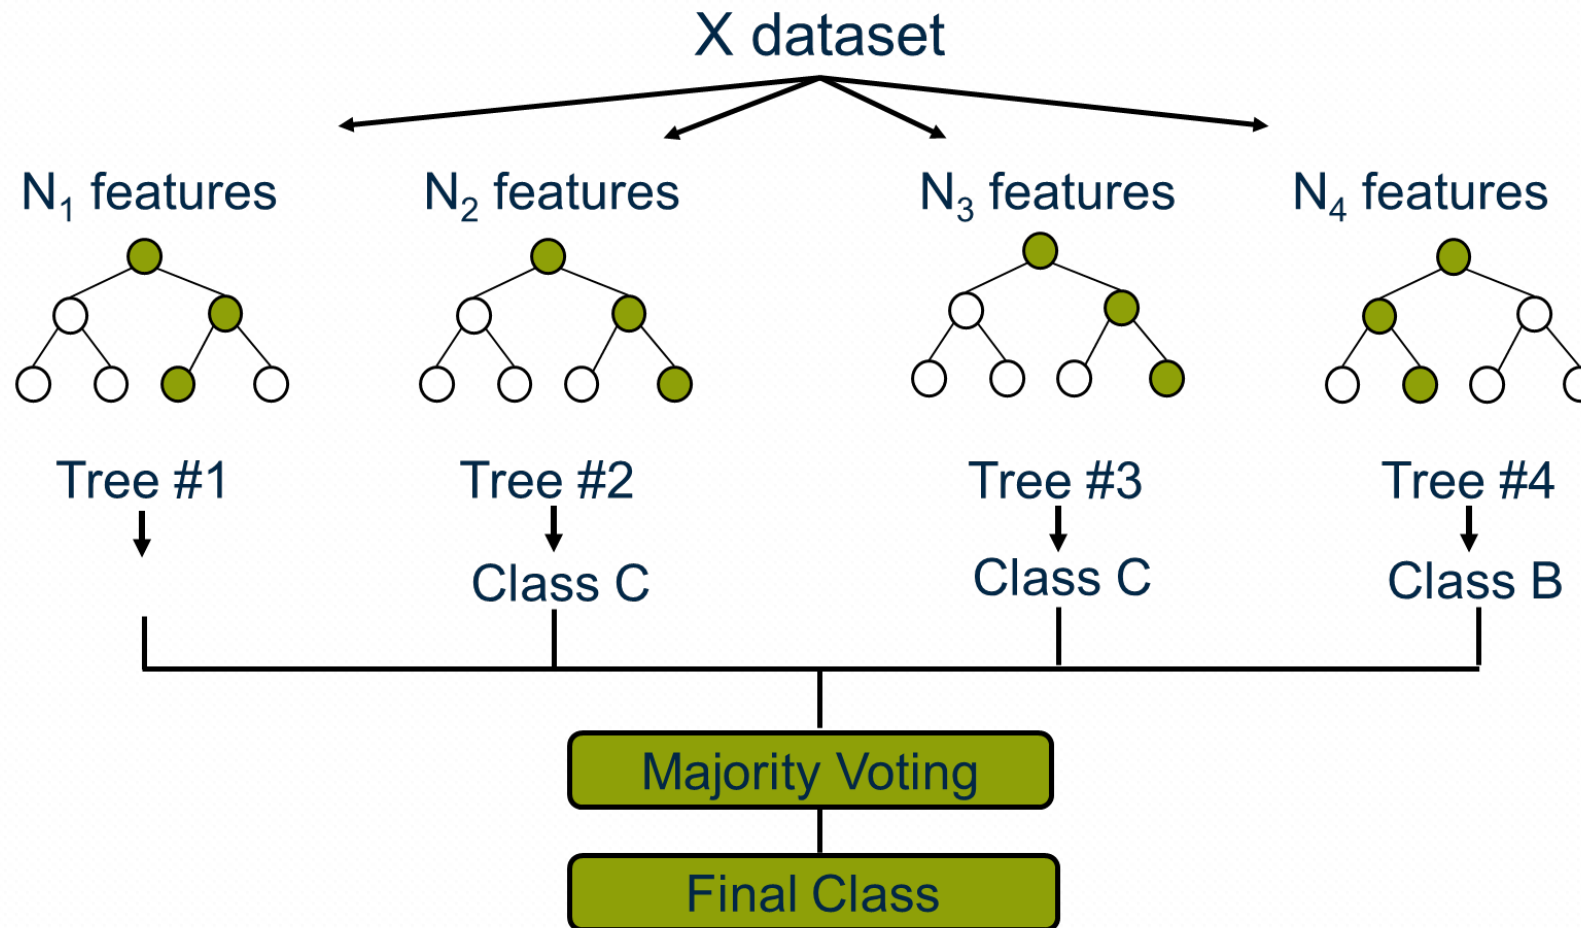 X dataset
N₁ features
N₂ features
N₃ features
N₄ features
Tree #1
Tree #2
Tree #3
Tree #4
Class C
Class C
Class B
Majority Voting
Final Class